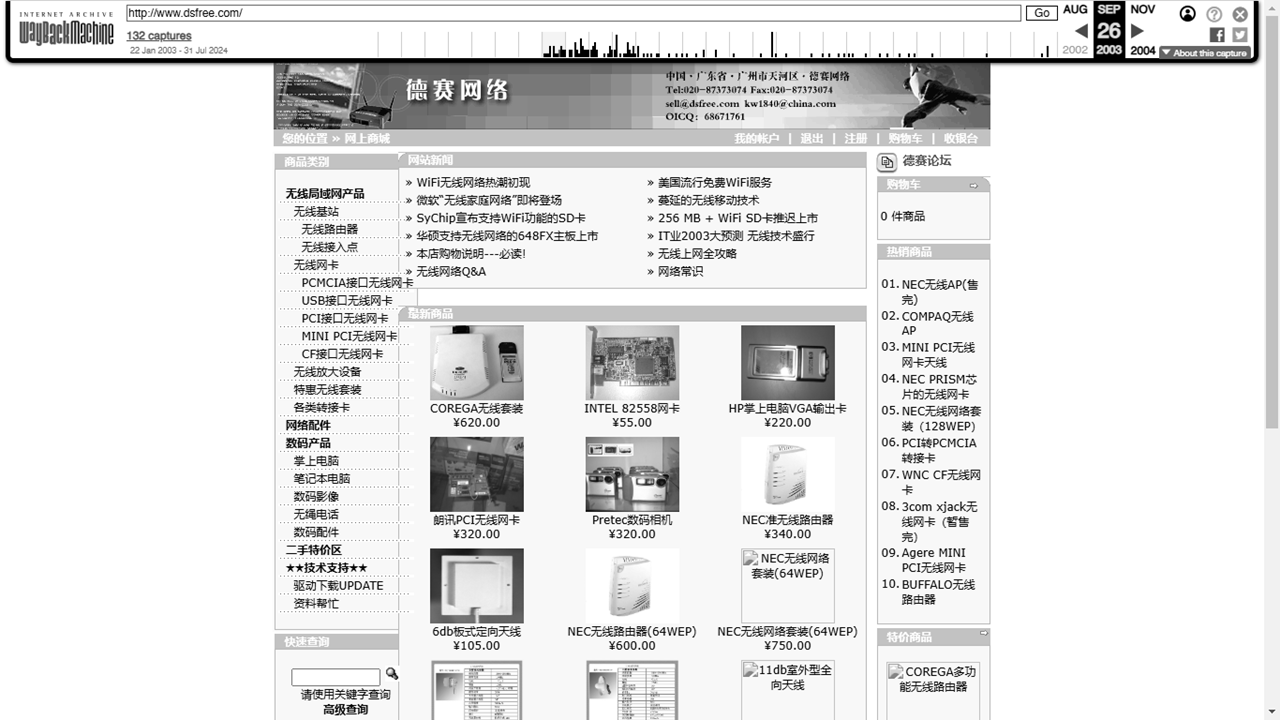 INTERNET ARCHIVE
WayBackMachine
http://www.dsfree.com/
Go
132 captures
22 Jan 2003 - 31 Jul 2024
AUG SEP NOV
26
2002 2003 2004
About this capture
德赛网络
中国·广东省·广州市天河区·德赛网络
Tel:020-87373074 Fax:020-87373074
sell@dsfree.com kw1840@china.com
OICQ: 68671761
您的位置 » 网上商城
我的帐户 | 退出 | 注册 | 购物车 | 收银台
商品类别
无线局域网产品
无线基站
无线路由器
无线接入点
无线网卡
PCMCIA接口无线网卡
USB接口无线网卡
PCI接口无线网卡
MINI PCI无线网卡
CF接口无线网卡
无线放大设备
特惠无线套装
各类转接卡
网络配件
数码产品
掌上电脑
笔记本电脑
数码影像
无绳电话
数码配件
二手特价区
★★技术支持★★
驱动下载UPDATE
资料帮忙
快速查询
请使用关键字查询
高级查询
网站新闻
» WiFi无线网络热潮初现
» 美国流行免费WiFi服务
» 微软“无线家庭网络”即将登场
» 蔓延的无线移动技术
» SyChip宣布支持WiFi功能的SD卡
» 256 MB + WiFi SD卡推迟上市
» 华硕支持无线网络的648FX主板上市
» IT业2003大预测 无线技术盛行
» 本店购物说明---必读!
» 无线上网全攻略
» 无线网络Q&A
» 网络常识
最新商品
COREGA无线套装
¥620.00
INTEL 82558网卡
¥55.00
HP掌上电脑VGA输出卡
¥220.00
朗讯PCI无线网卡
¥320.00
Pretec数码相机
¥320.00
NEC准无线路由器
¥340.00
6db板式定向天线
¥105.00
NEC无线路由器(64WEP)
¥600.00
NEC无线网络
套装(64WEP)
NEC无线网络套装(64WEP)
¥750.00
11db室外型全
向天线
德赛论坛
购物车
0 件商品
热销商品
01. NEC无线AP(售
完)
02. COMPAQ无线
AP
03. MINI PCI无线
网卡天线
04. NEC PRISM芯
片的无线网卡
05. NEC无线网络套
装（128WEP）
06. PCI转PCMCIA
转接卡
07. WNC CF无线网
卡
08. 3com xjack无
线网卡（暂售
完）
09. Agere MINI
PCI无线网卡
10. BUFFALO无线
路由器
特价商品
COREGA多功
能无线路由器